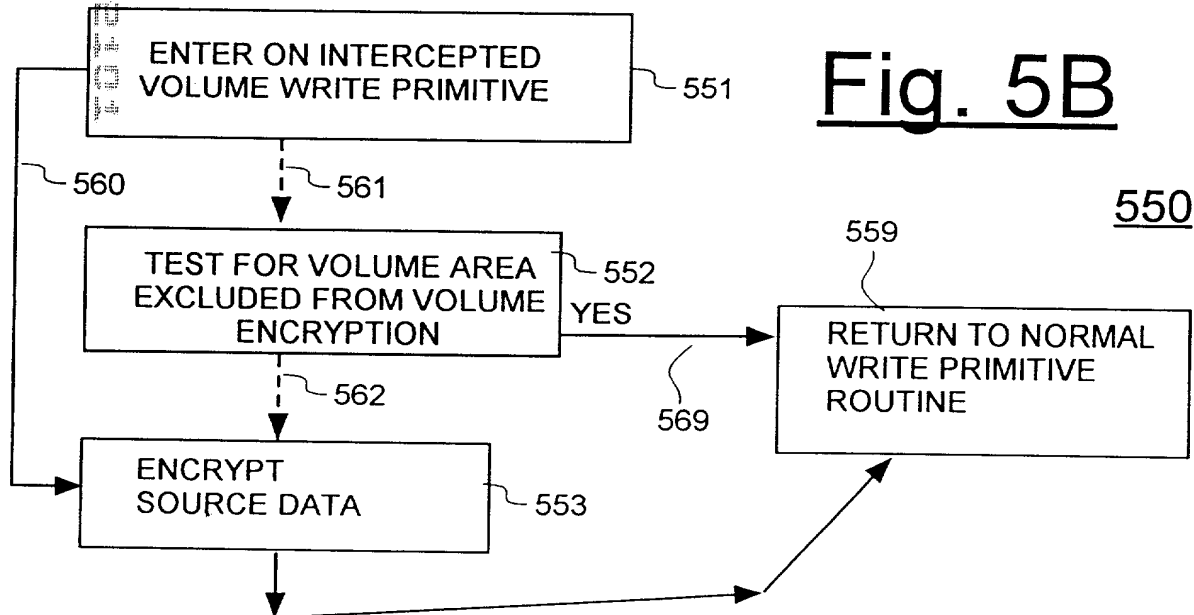 ENTER ON INTERCEPTED
VOLUME WRITE PRIMITIVE
551
Fig. 5B
560
561
550
559
TEST FOR VOLUME AREA
EXCLUDED FROM VOLUME
ENCRYPTION
552
YES
RETURN TO NORMAL
WRITE PRIMITIVE
ROUTINE
562
569
ENCRYPT
SOURCE DATA
553